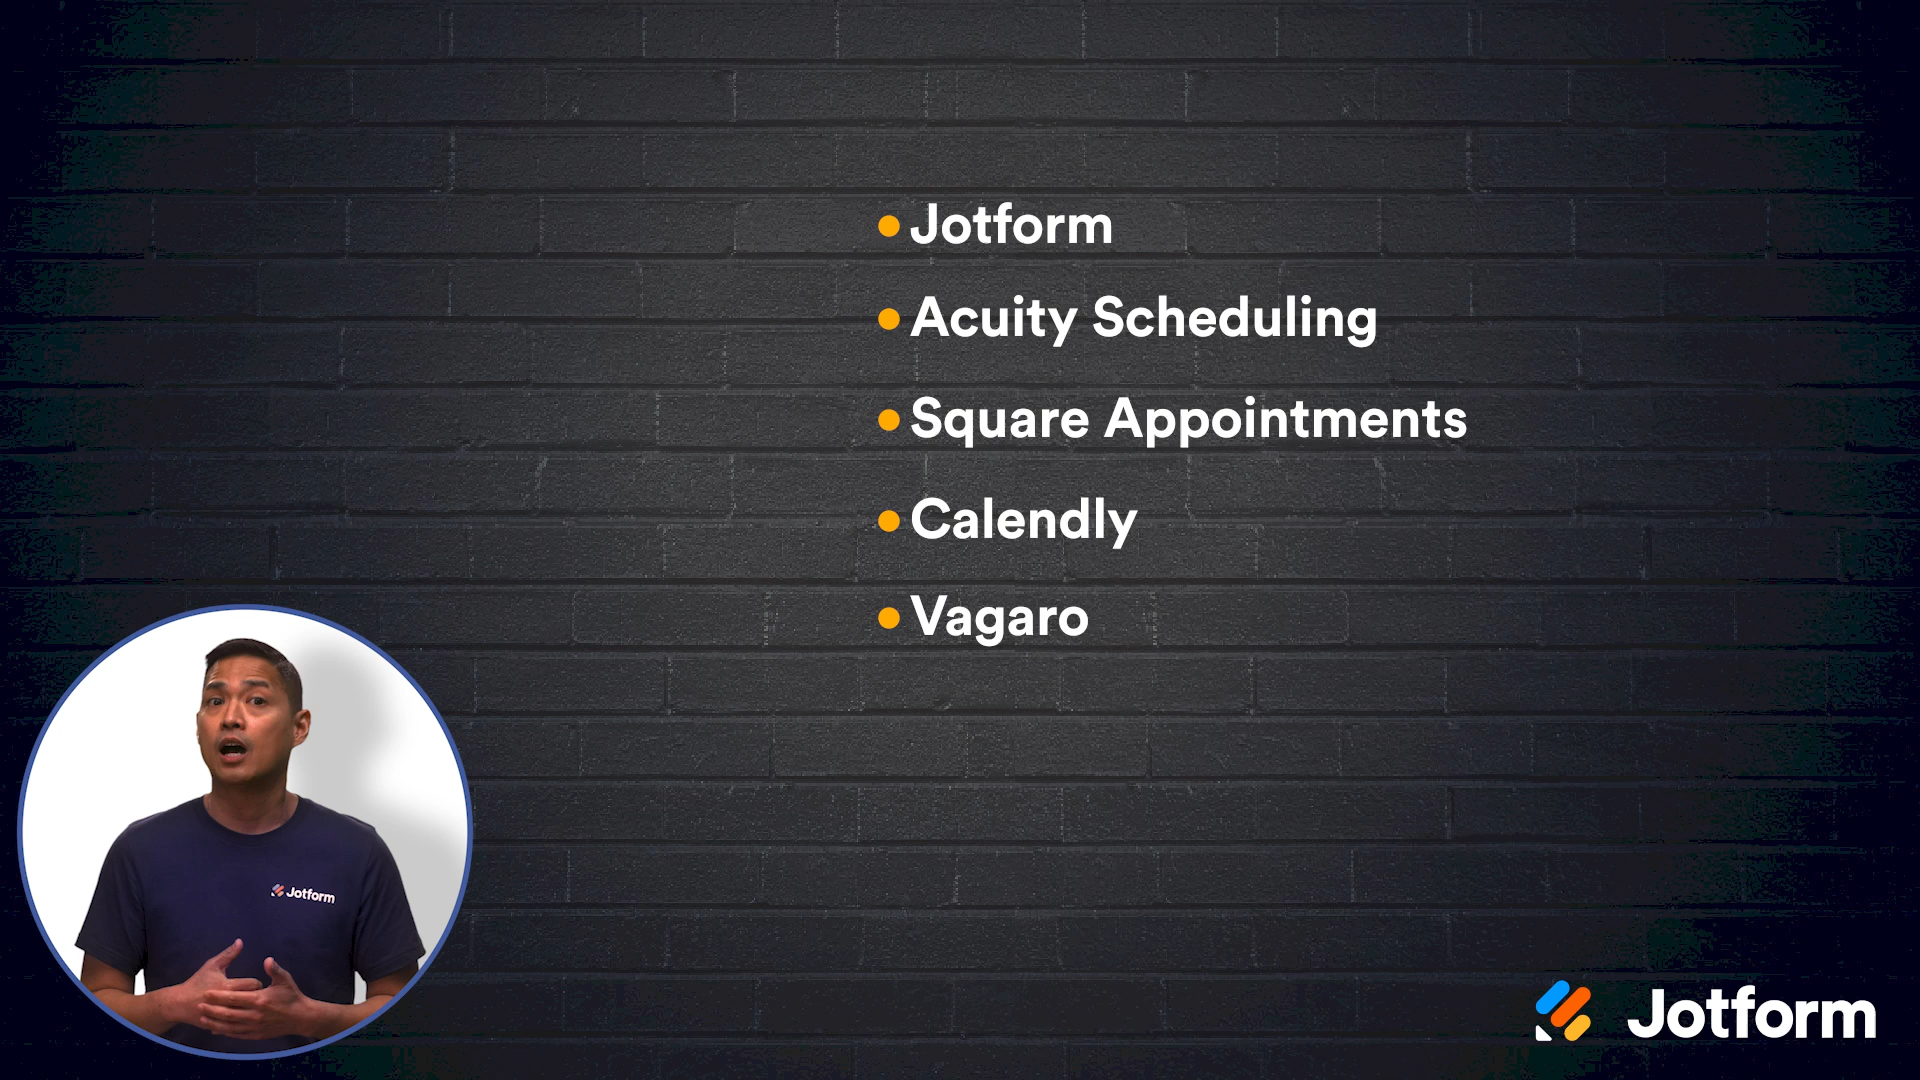 Jotform
Acuity Scheduling
Square Appointments
Calendly
Vagaro
Jotform
Jotform